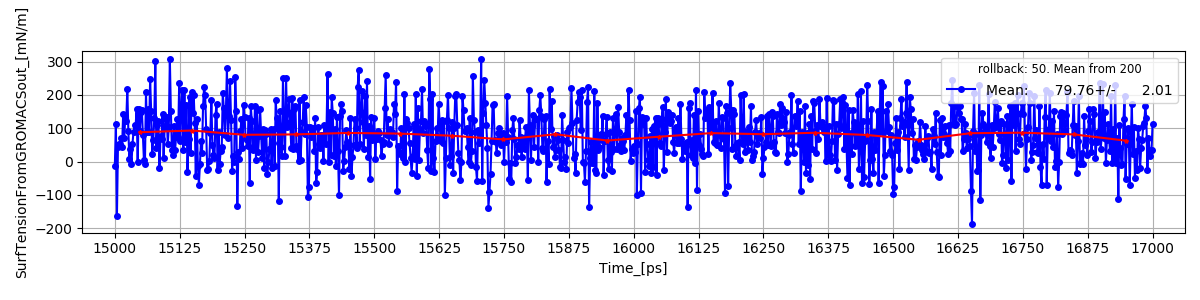 SurfTensionFromGROMACSout_[mN/m]
300
200
100
0
−100
−200
rollback: 50. Mean from 200
Mean: 79.76+/- 2.01
15000 15125 15250 15375 15500 15625 15750 15875 16000 16125 16250 16375 16500 16625 16750 16875 17000
Time_[ps]